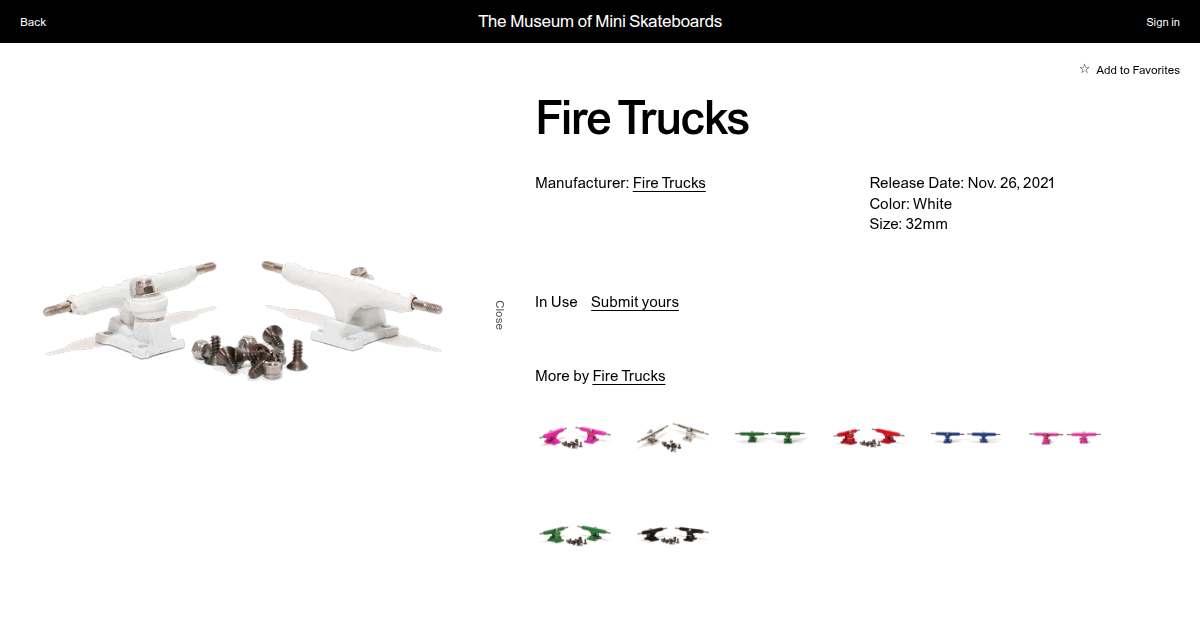 Back
The Museum of Mini Skateboards
Sign in
☆ Add to Favorites
Fire Trucks
Manufacturer: Fire Trucks
Release Date: Nov. 26, 2021
Color: White
Size: 32mm
In Use Submit yours
Close
More by Fire Trucks